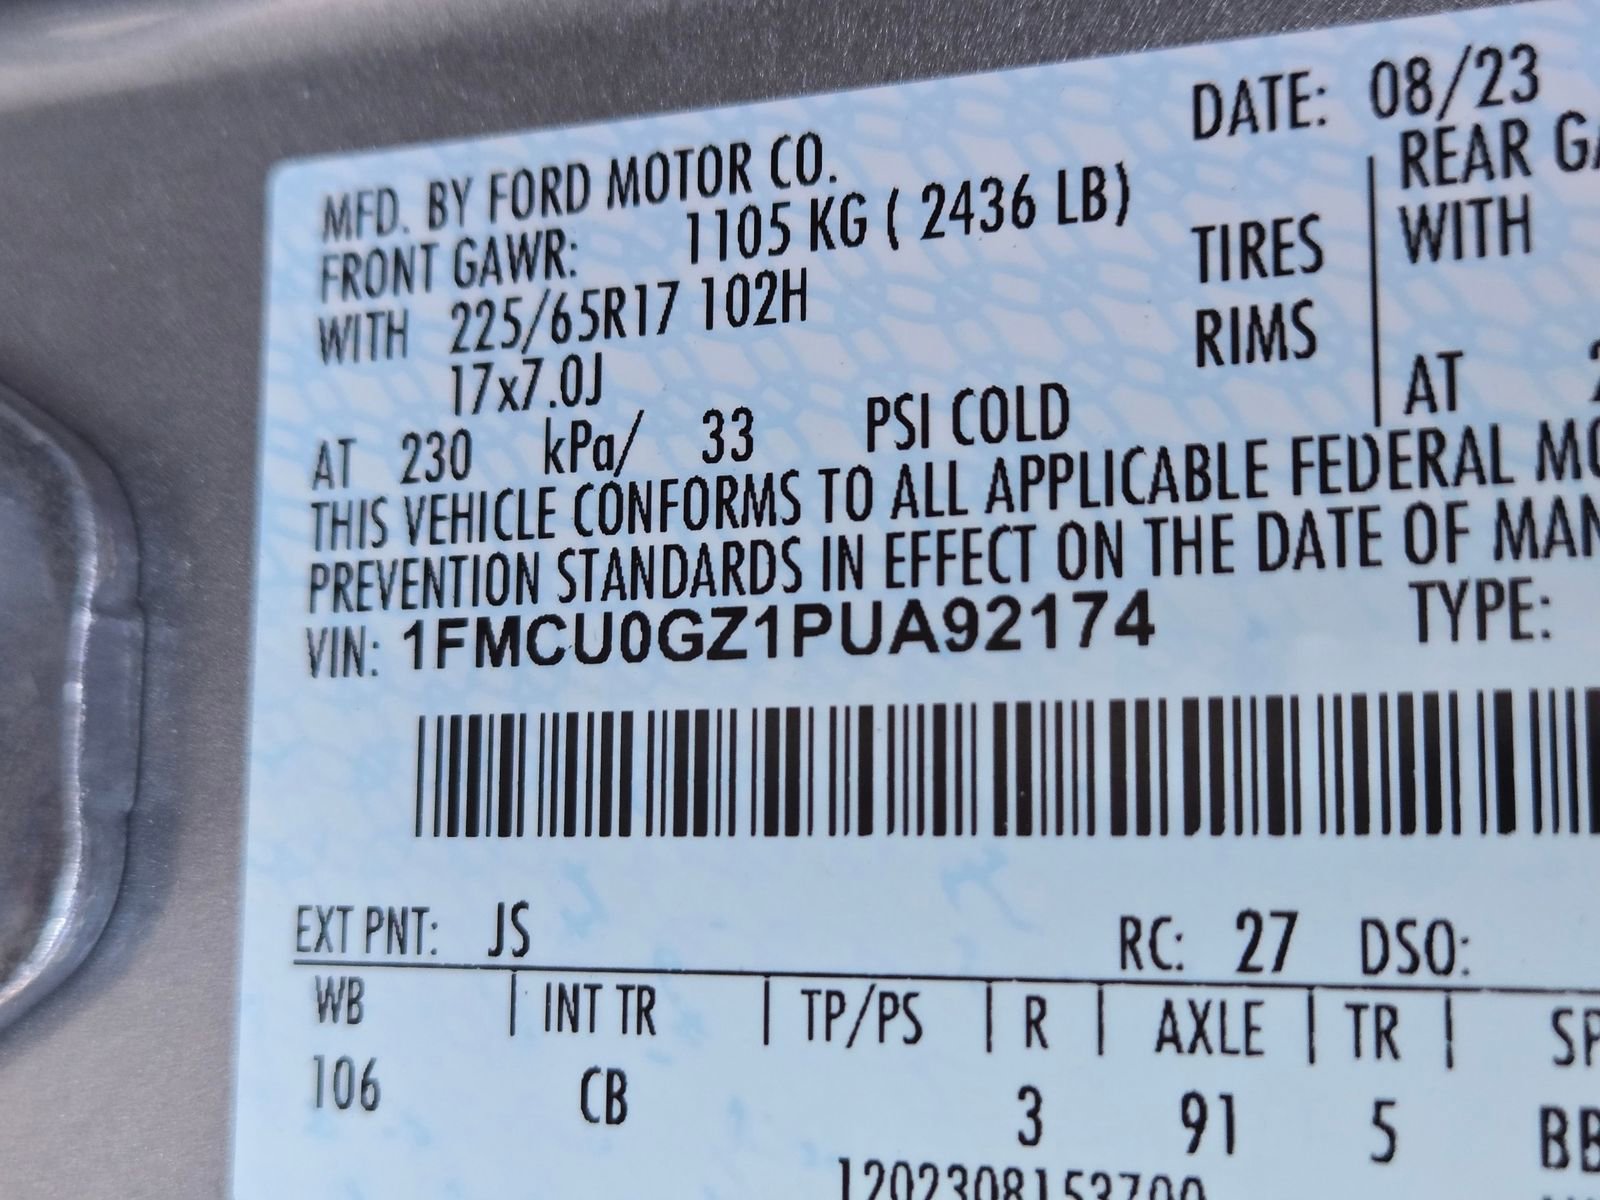 DATE: 08/23
MFD. BY FORD MOTOR CO.
FRONT GAWR: 1105 KG ( 2436 LB)
REAR
WITH 225/65R17 102H TIRES WITH
17x7.0J RIMS
AT 230 kPa/ 33 PSI COLD AT
THIS VEHICLE CONFORMS TO ALL APPLICABLE FEDERAL
PREVENTION STANDARDS IN EFFECT ON THE DATE OF
VIN: 1FMCU0GZ1PUA92174 TYPE:
EXT PNT: JS RC: 27 DSO:
WB | INT TR | TP/PS | R | AXLE | TR |
106 CB 3 91 5